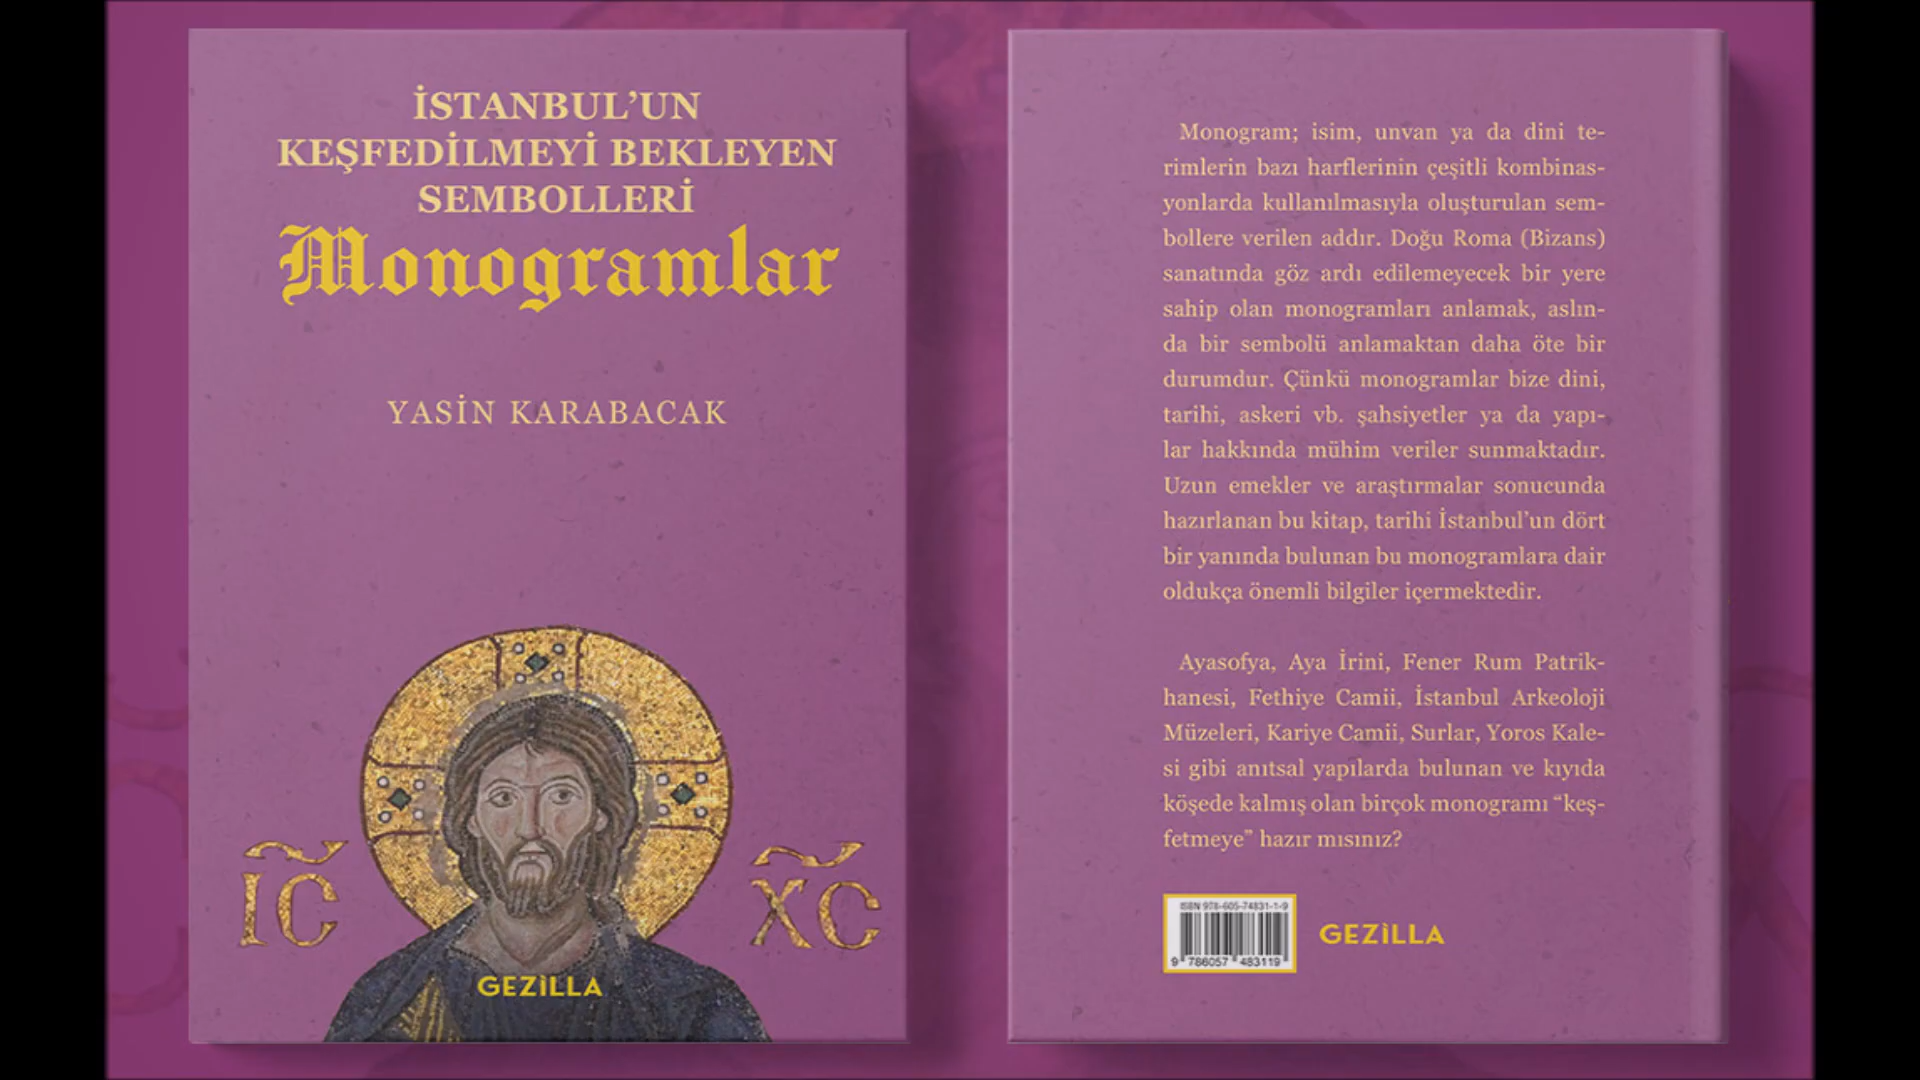 İSTANBUL’UN
KEŞFEDİLMEYİ BEKLEYEN
SEMBOLLERİ
Monogramlar
YASİN KARABACAK
IC
XC
GEZİLLA
Monogram; isim, unvan ya da dini te-
rimlerin bazı harflerinin çeşitli kombinas-
yonlarda kullanılmasıyla oluşturulan sem-
bollere verilen addır. Doğu Roma (Bizans)
sanatında göz ardı edilemeyecek bir yere
sahip olan monogramları anlamak, aslın-
da bir sembolü anlamaktan daha öte bir
durumdur. Çünkü monogramlar bize dini,
tarihi, askeri vb. şahsiyetler ya da yapı-
lar hakkında mühim veriler sunmaktadır.
Uzun emekler ve araştırmalar sonucunda
hazırlanan bu kitap, tarihi İstanbul’un dört
bir yanında bulunan bu monogramlara dair
oldukça önemli bilgiler içermektedir.
Ayasofya, Aya İrini, Fener Rum Patrik-
hanesi, Fethiye Camii, İstanbul Arkeoloji
Müzeleri, Kariye Camii, Surlar, Yoros Kale-
si gibi anıtsal yapılarda bulunan ve kıyıda
köşede kalmış olan birçok monogramı “keş-
fetmeye” hazır mısınız?
ISBN 978-605-74831-1-9
9 786057 483119
GEZİLLA